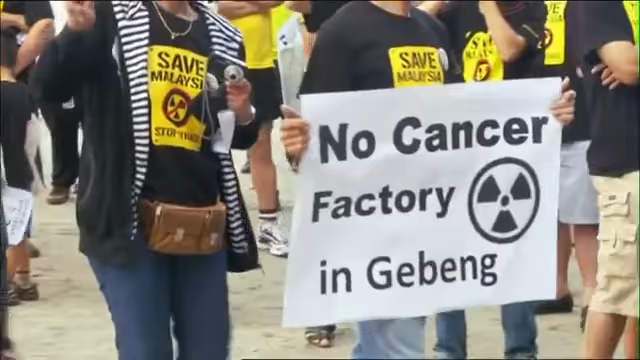 SAVE
MALAYSIA
STOP LYNAS
SAVE
MALAYSIA
No Cancer
Factory
in Gebeng